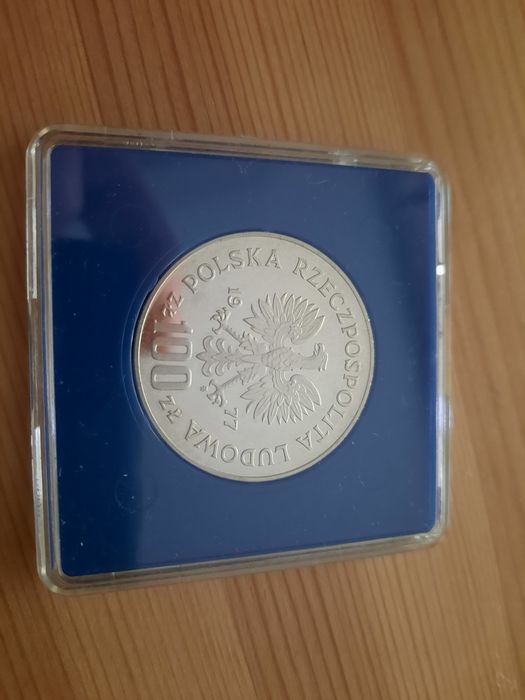 POLSKA RZECZPOSPOLITA LUDOWA
19 77
ZŁ 100 ZŁ